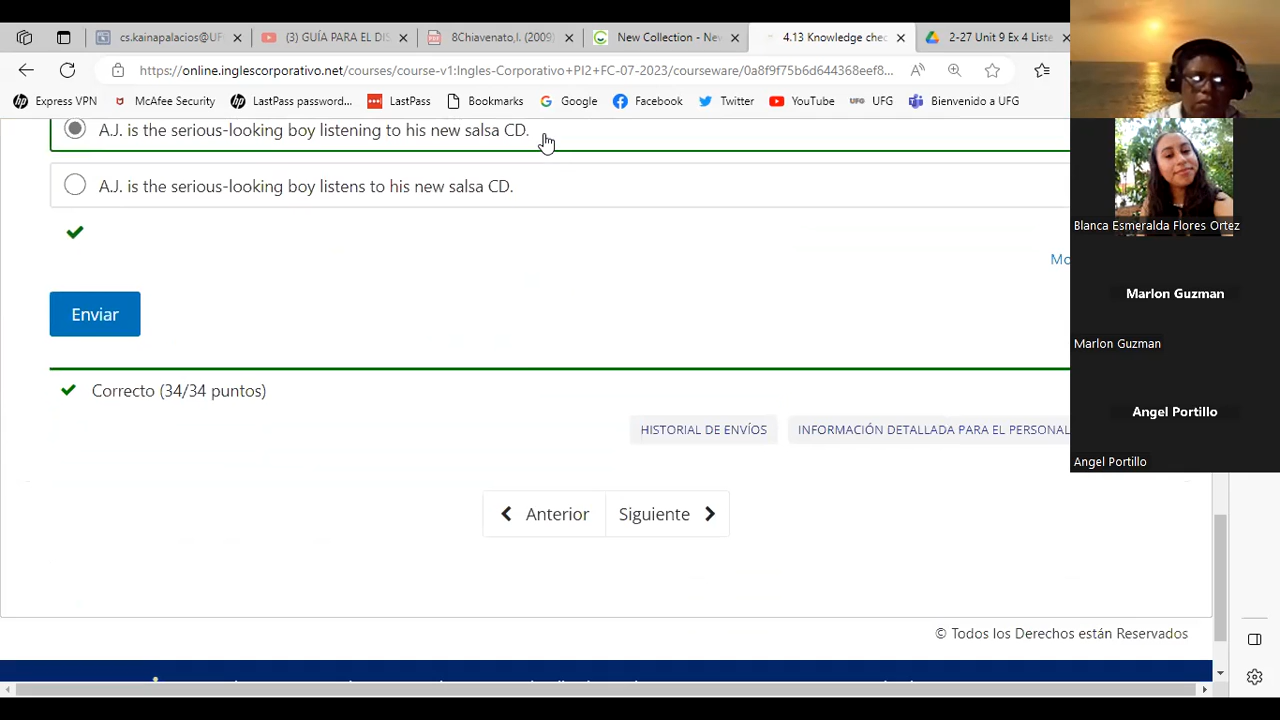 cs.kainapalacios@UF
(3) GUÍA PARA EL DI
8Chiavenato,I. (2009)
New Collection - Ne
4.13 Knowledge che
2-27 Unit 9 Ex 4 Liste
https://online.inglescorporativo.net/courses/course-v1:Ingles-Corporativo+PI2+FC-07-2023/courseware/0a8f9f75b6d644368eef8...
Express VPN
McAfee Security
LastPass password...
LastPass
Bookmarks
Google
Facebook
Twitter
YouTube
UFG
Bienvenido a UFG
A.J. is the serious-looking boy listening to his new salsa CD.
A.J. is the serious-looking boy listens to his new salsa CD.
Mo
Enviar
Correcto (34/34 puntos)
HISTORIAL DE ENVÍOS
INFORMACIÓN DETALLADA PARA EL PERSONAL
Anterior
Siguiente
© Todos los Derechos están Reservados
Blanca Esmeralda Flores Ortez
Marlon Guzman
Marlon Guzman
Angel Portillo
Angel Portillo